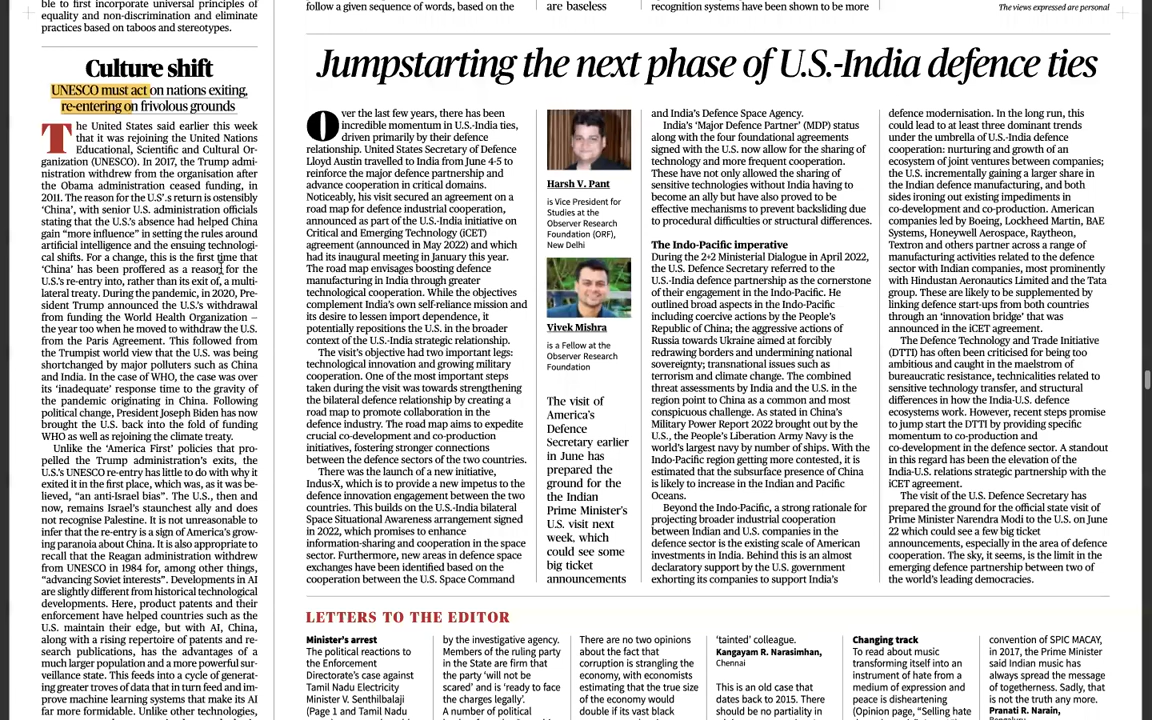 ble to first incorporate universal principles of
equality and non-discrimination and eliminate
practices based on taboos and stereotypes.
Culture shift
UNESCO must act on nations exiting,
re-entering on frivolous grounds
The United States said earlier this week
that it was rejoining the United Nations
Educational, Scientific and Cultural Or-
ganization (UNESCO). In 2017, the Trump admi-
nistration withdrew from the organisation after
the Obama administration ceased funding, in
2011. The reason for the U.S'.s return is ostensibly
‘China’, with senior U.S. administration officials
stating that the U.S.’s absence had helped China
gain “more influence” in setting the rules around
artificial intelligence and the ensuing technologi-
cal shifts. For a change, this is the first time that
‘China’ has been proffered as a reason for the
U.S.’s re-entry into, rather than its exit of, a multi-
lateral treaty. During the pandemic, in 2020, Pre-
sident Trump announced the U.S.’s withdrawal
from funding the World Health Organization —
the year too when he moved to withdraw the U.S.
from the Paris Agreement. This followed from
the Trumpist world view that the U.S. was being
shortchanged by major polluters such as China
and India. In the case of WHO, the case was over
its ‘inadequate’ response time to the gravity of
the pandemic originating in China. Following
political change, President Joseph Biden has now
brought the U.S. back into the fold of funding
WHO as well as rejoining the climate treaty.
Unlike the ‘America First’ policies that pro-
pelled the Trump administration’s exits, the
U.S.’s UNESCO re-entry has little to do with why it
exited it in the first place, which was, as it was be-
lieved, “an anti-Israel bias”. The U.S., then and
now, remains Israel’s staunchest ally and does
not recognise Palestine. It is not unreasonable to
infer that the re-entry is a sign of America’s grow-
ing paranoia about China. It is also appropriate to
recall that the Reagan administration withdrew
from UNESCO in 1984 for, among other things,
“advancing Soviet interests”. Developments in AI
are slightly different from historical technological
developments. Here, product patents and their
enforcement have helped countries such as the
U.S. maintain their edge, but with AI, China,
along with a rising repertoire of patents and re-
search publications, has the advantages of a
much larger population and a more powerful sur-
veillance state. This feeds into a cycle of generat-
ing greater troves of data that in turn feed and im-
prove machine learning systems that make its AI
far more formidable. Unlike other technologies,
follow a given sequence of words, based on the
are baseless
recognition systems have been shown to be more
The views expressed are personal
Jumpstarting the next phase of U.S.-India defence ties
Over the last few years, there has been
incredible momentum in U.S.-India ties,
driven primarily by their defence
relationship. United States Secretary of Defence
Lloyd Austin travelled to India from June 4-5 to
reinforce the major defence partnership and
advance cooperation in critical domains.
Noticeably, his visit secured an agreement on a
road map for defence industrial cooperation,
announced as part of the U.S.-India initiative on
Critical and Emerging Technology (iCET)
agreement (announced in May 2022) and which
had its inaugural meeting in January this year.
The road map envisages boosting defence
manufacturing in India through greater
technological cooperation. While the objectives
complement India’s own self-reliance mission and
its desire to lessen import dependence, it
potentially repositions the U.S. in the broader
context of the U.S.-India strategic relationship.
The visit’s objective had two important legs:
technological innovation and growing military
cooperation. One of the most important steps
taken during the visit was towards strengthening
the bilateral defence relationship by creating a
road map to promote collaboration in the
defence industry. The road map aims to expedite
crucial co-development and co-production
initiatives, fostering stronger connections
between the defence sectors of the two countries.
There was the launch of a new initiative,
Indus-X, which is to provide a new impetus to the
defence innovation engagement between the two
countries. This builds on the U.S.-India bilateral
Space Situational Awareness arrangement signed
in 2022, which promises to enhance
information-sharing and cooperation in the space
sector. Furthermore, new areas in defence space
exchanges have been identified based on the
cooperation between the U.S. Space Command
Harsh V. Pant
is Vice President for
Studies at the
Observer Research
Foundation (ORF),
New Delhi
Vivek Mishra
is a Fellow at the
Observer Research
Foundation
The visit of
America’s
Defence
Secretary earlier
in June has
prepared the
ground for the
the Indian
Prime Minister’s
U.S. visit next
week, which
could see some
big ticket
announcements
and India’s Defence Space Agency.
India’s ‘Major Defence Partner’ (MDP) status
along with the four foundational agreements
signed with the U.S. now allow for the sharing of
technology and more frequent cooperation.
These have not only allowed the sharing of
sensitive technologies without India having to
become an ally but have also proved to be
effective mechanisms to prevent backsliding due
to procedural difficulties or structural differences.
The Indo-Pacific imperative
During the 2+2 Ministerial Dialogue in April 2022,
the U.S. Defence Secretary referred to the
U.S.-India defence partnership as the cornerstone
of their engagement in the Indo-Pacific. He
outlined broad aspects in the Indo-Pacific
including coercive actions by the People’s
Republic of China; the aggressive actions of
Russia towards Ukraine aimed at forcibly
redrawing borders and undermining national
sovereignty; transnational issues such as
terrorism and climate change. The combined
threat assessments by India and the U.S. in the
region point to China as a common and most
conspicuous challenge. As stated in China’s
Military Power Report 2022 brought out by the
U.S., the People’s Liberation Army Navy is the
world’s largest navy by number of ships. With the
Indo-Pacific region getting more contested, it is
estimated that the subsurface presence of China
is likely to increase in the Indian and Pacific
Oceans.
Beyond the Indo-Pacific, a strong rationale for
projecting broader industrial cooperation
between Indian and U.S. companies in the
defence sector is the existing scale of American
investments in India. Behind this is an almost
declaratory support by the U.S. government
exhorting its companies to support India’s
defence modernisation. In the long run, this
could lead to at least three dominant trends
under the umbrella of U.S.-India defence
cooperation: nurturing and growth of an
ecosystem of joint ventures between companies;
the U.S. incrementally gaining a larger share in
the Indian defence manufacturing, and both
sides ironing out existing impediments in
co-development and co-production. American
companies led by Boeing, Lockheed Martin, BAE
Systems, Honeywell Aerospace, Raytheon,
Textron and others partner across a range of
manufacturing activities related to the defence
sector with Indian companies, most prominently
with Hindustan Aeronautics Limited and the Tata
group. These are likely to be supplemented by
linking defence start-ups from both countries
through an ‘innovation bridge’ that was
announced in the iCET agreement.
The Defence Technology and Trade Initiative
(DTTI) has often been criticised for being too
ambitious and caught in the maelstrom of
bureaucratic resistance, technicalities related to
sensitive technology transfer, and structural
differences in how the India-U.S. defence
ecosystems work. However, recent steps promise
to jump start the DTTI by providing specific
momentum to co-production and
co-development in the defence sector. A standout
in this regard has been the elevation of the
India-U.S. relations strategic partnership with the
iCET agreement.
The visit of the U.S. Defence Secretary has
prepared the ground for the official state visit of
Prime Minister Narendra Modi to the U.S. on June
22 which could see a few big ticket
announcements, especially in the area of defence
cooperation. The sky, it seems, is the limit in the
emerging defence partnership between two of
the world’s leading democracies.
LETTERS TO THE EDITOR
Minister’s arrest
The political reactions to
the Enforcement
Directorate’s case against
Tamil Nadu Electricity
Minister V. Senthilbalaji
(Page 1 and Tamil Nadu
by the investigative agency.
Members of the ruling party
in the State are firm that
the party ‘will not be
scared’ and is ‘ready to face
the charges legally’.
A number of political
There are no two opinions
about the fact that
corruption is strangling the
economy, with economists
estimating that the true size
of the economy would
double if its vast black
‘tainted’ colleague.
Kangayam R. Narasimhan,
Chennai
This is an old case that
dates back to 2015. There
should be no partiality in
Changing track
To read about music
transforming itself into an
instrument of hate from a
medium of expression and
peace is disheartening
(Opinion page, “Selling hate
convention of SPIC MACAY,
in 2017, the Prime Minister
said Indian music has
always spread the message
of togetherness. Sadly, that
is not the truth any more.
Pranati R. Narain,